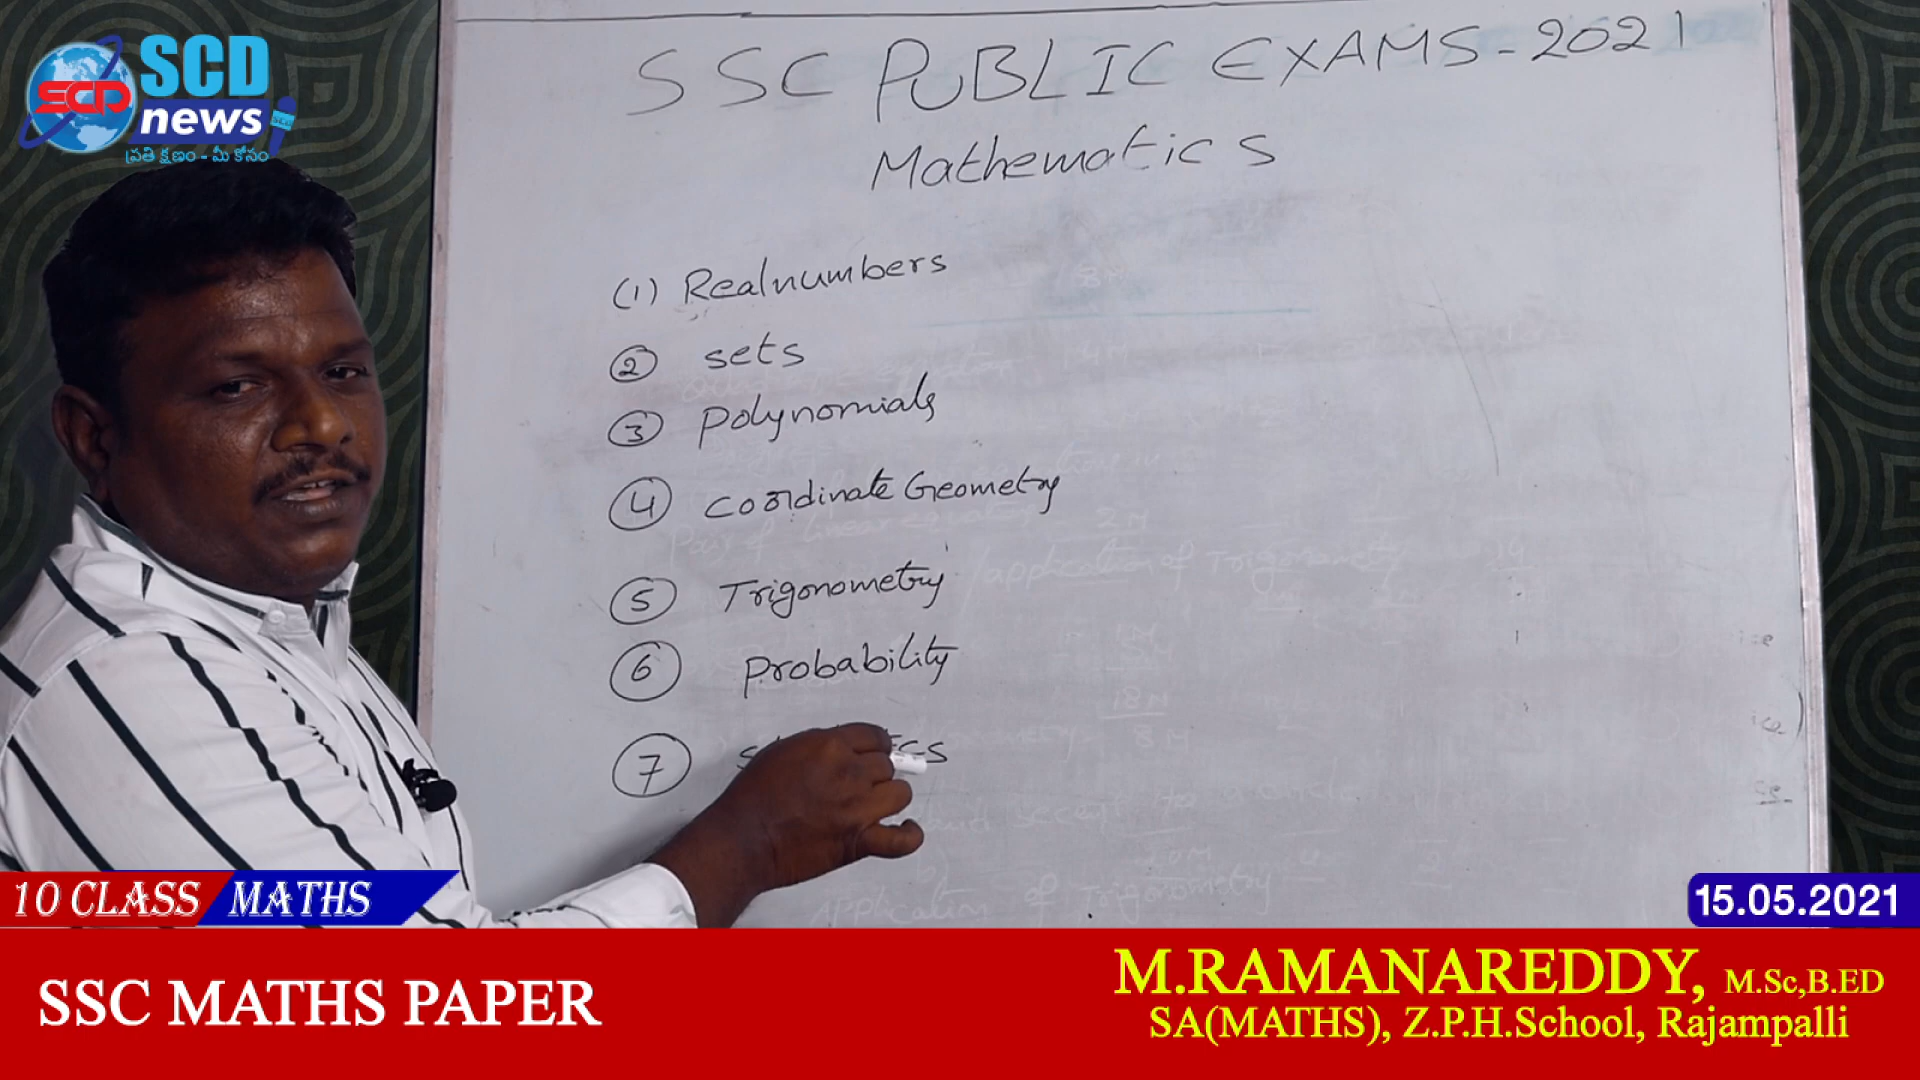 SCD
SCD
news
SCD
ప్రతి క్షణం - మీ కోసం
SSC PUBLIC EXAMS-2021
Mathematics
(1) Realnumbers
② sets
③ Polynomials
④ Coordinate Geometry
⑤ Trigonometry
⑥ Probability
⑦
10 CLASS MATHS
15.05.2021
SSC MATHS PAPER
M.RAMANAREDDY, M.Sc,B.ED
SA(MATHS), Z.P.H.School, Rajampalli